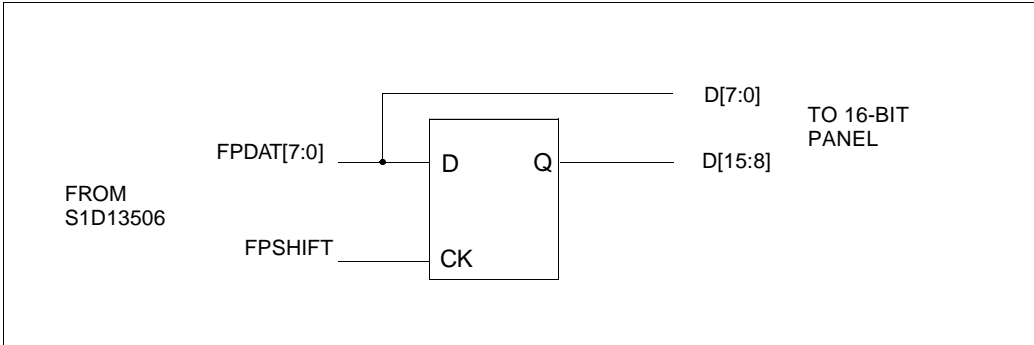 D[7:0]
TO 16-BIT
PANEL
FPDAT[7:0]
D
Q
D[15:8]
FROM
S1D13506
FPSHIFT
CK